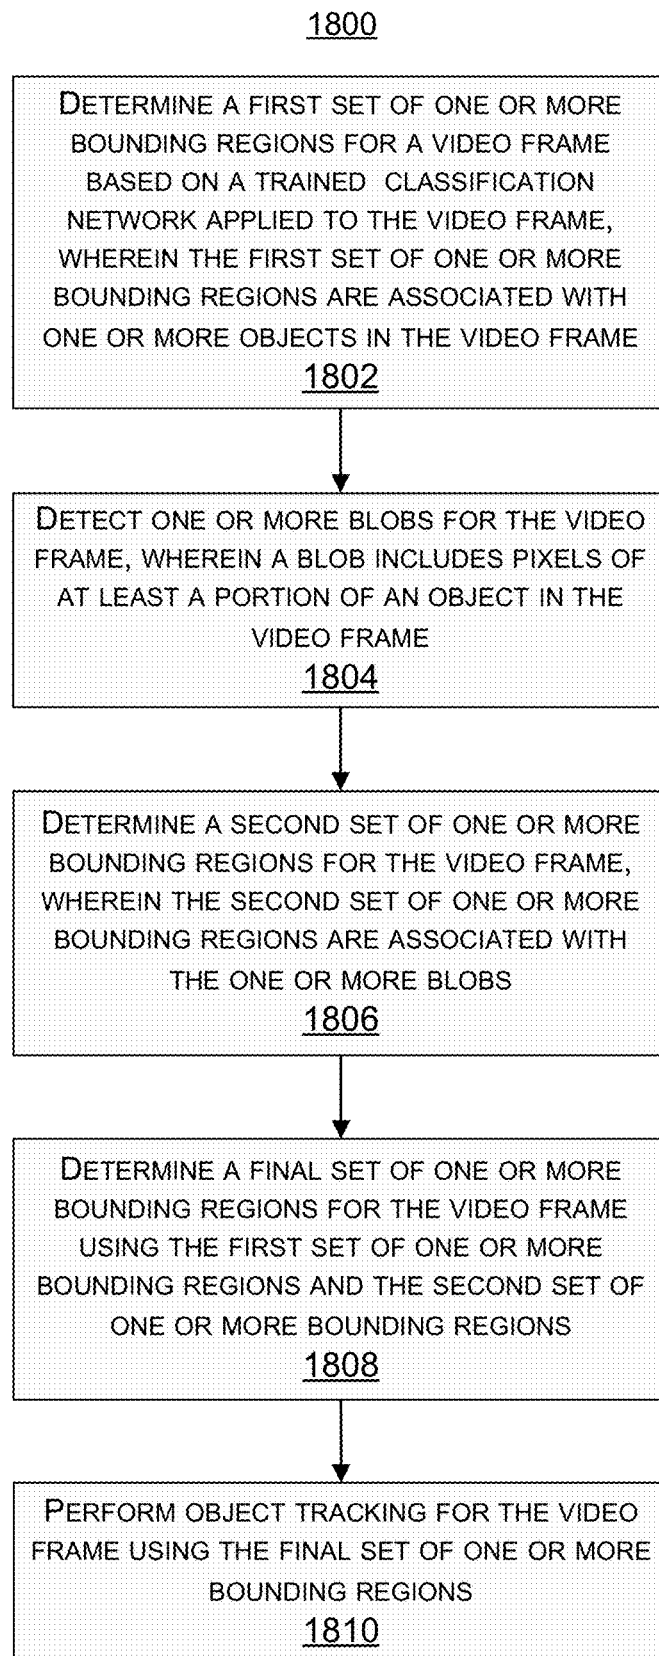 1800
DETERMINE A FIRST SET OF ONE OR MORE
BOUNDING REGIONS FOR A VIDEO FRAME
BASED ON A TRAINED CLASSIFICATION
NETWORK APPLIED TO THE VIDEO FRAME,
WHEREIN THE FIRST SET OF ONE OR MORE
BOUNDING REGIONS ARE ASSOCIATED WITH
ONE OR MORE OBJECTS IN THE VIDEO FRAME
1802
DETECT ONE OR MORE BLOBS FOR THE VIDEO
FRAME, WHEREIN A BLOB INCLUDES PIXELS OF
AT LEAST A PORTION OF AN OBJECT IN THE
VIDEO FRAME
1804
DETERMINE A SECOND SET OF ONE OR MORE
BOUNDING REGIONS FOR THE VIDEO FRAME,
WHEREIN THE SECOND SET OF ONE OR MORE
BOUNDING REGIONS ARE ASSOCIATED WITH
THE ONE OR MORE BLOBS
1806
DETERMINE A FINAL SET OF ONE OR MORE
BOUNDING REGIONS FOR THE VIDEO FRAME
USING THE FIRST SET OF ONE OR MORE
BOUNDING REGIONS AND THE SECOND SET OF
ONE OR MORE BOUNDING REGIONS
1808
PERFORM OBJECT TRACKING FOR THE VIDEO
FRAME USING THE FINAL SET OF ONE OR MORE
BOUNDING REGIONS
1810